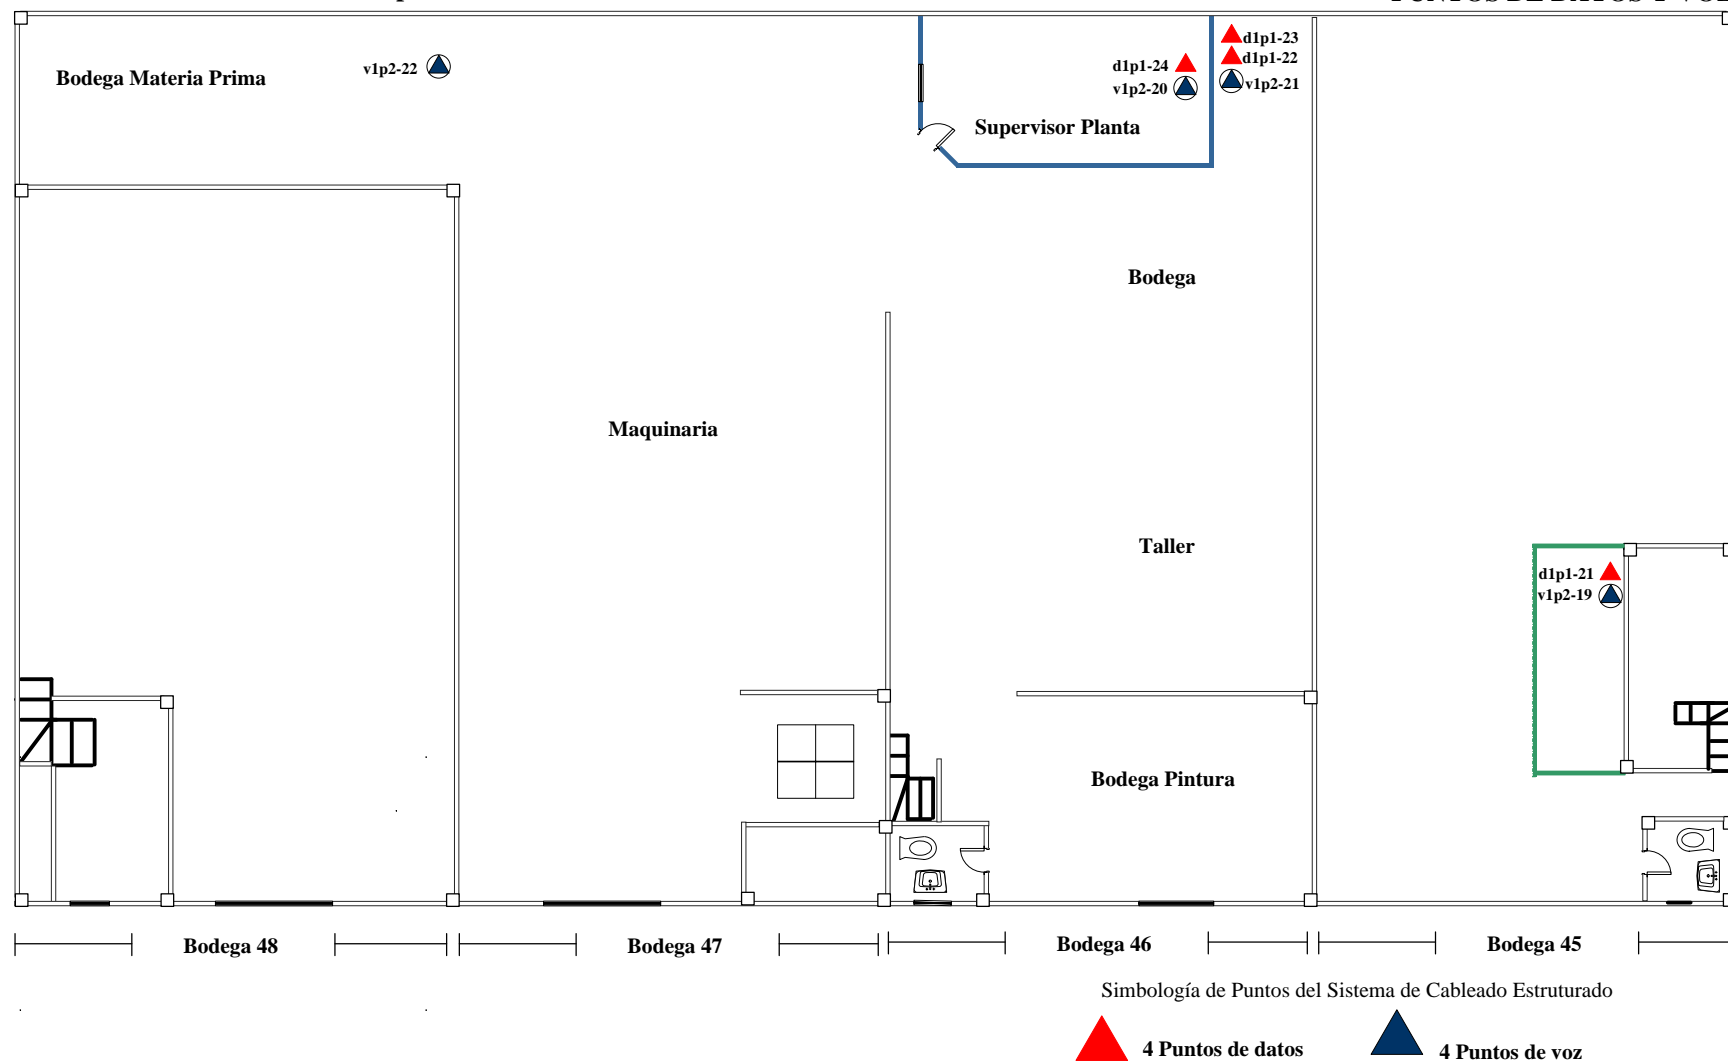 d1p1-23
d1p1-22
v1p2-21
d1p1-24
v1p2-20
v1p2-22
Bodega Materia Prima
Supervisor Planta
Bodega
Maquinaria
Taller
d1p1-21
v1p2-19
Bodega Pintura
Bodega 48
Bodega 47
Bodega 46
Bodega 45
Simbología de Puntos del Sistema de Cableado Estruturado
4 Puntos de datos
4 Puntos de voz